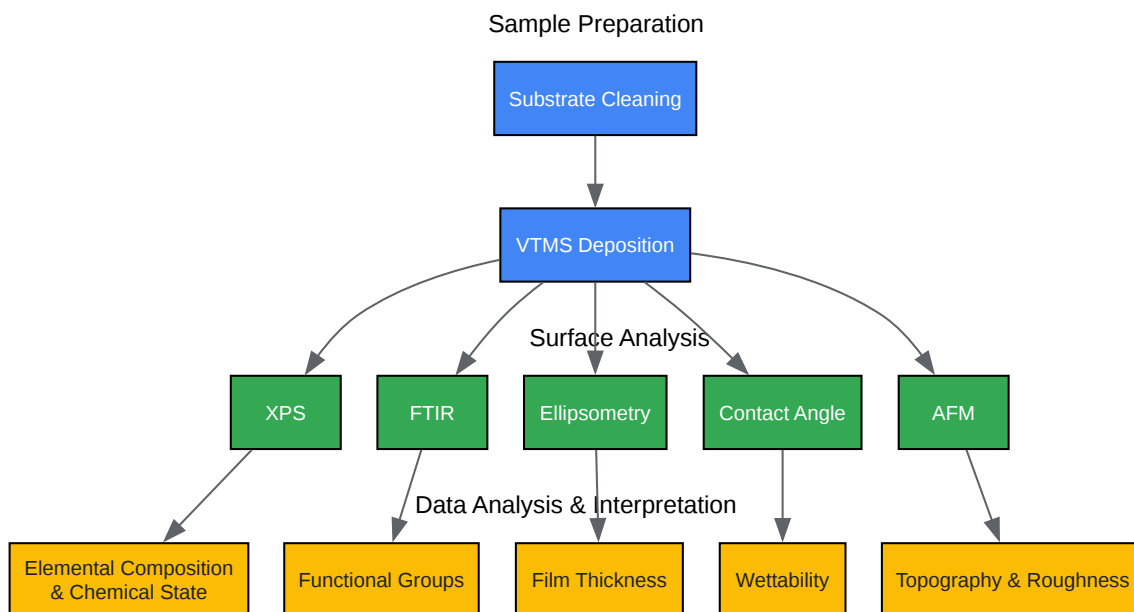 Sample Preparation
Substrate Cleaning
VTMS Deposition
Surface Analysis
XPS
FTIR
Ellipsometry
Contact Angle
AFM
Data Analysis & Interpretation
Elemental Composition
& Chemical State
Functional Groups
Film Thickness
Wettability
Topography & Roughness